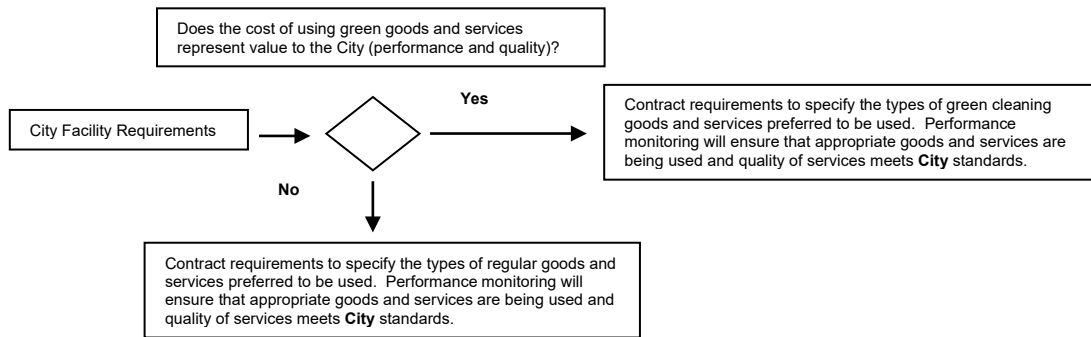 Does the cost of using green goods and services
represent value to the City (performance and quality)?
City Facility Requirements
Yes
Contract requirements to specify the types of green cleaning
goods and services preferred to be used.  Performance
monitoring will ensure that appropriate goods and services are
being used and quality of services meets City standards.
No
Contract requirements to specify the types of regular goods and
services preferred to be used.  Performance monitoring will
ensure that appropriate goods and services are being used and
quality of services meets City standards.